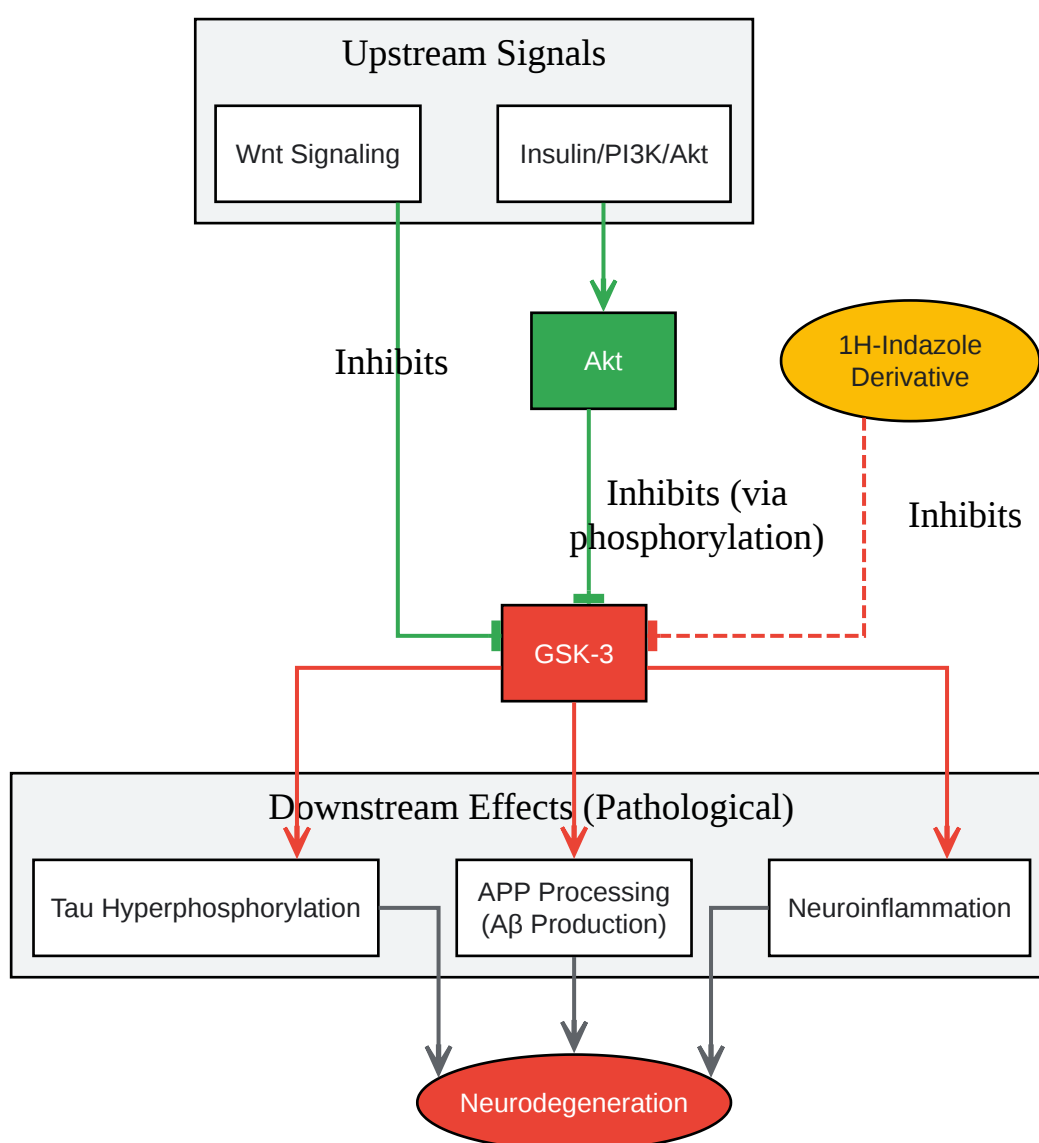 Upstream Signals
Wnt Signaling
Insulin/PI3K/Akt
Inhibits
Akt
1H-Indazole
Derivative
Inhibits (via
phosphorylation)
Inhibits
GSK-3
Downstream Effects (Pathological)
Tau Hyperphosphorylation
APP Processing
(Aβ Production)
Neuroinflammation
Neurodegeneration